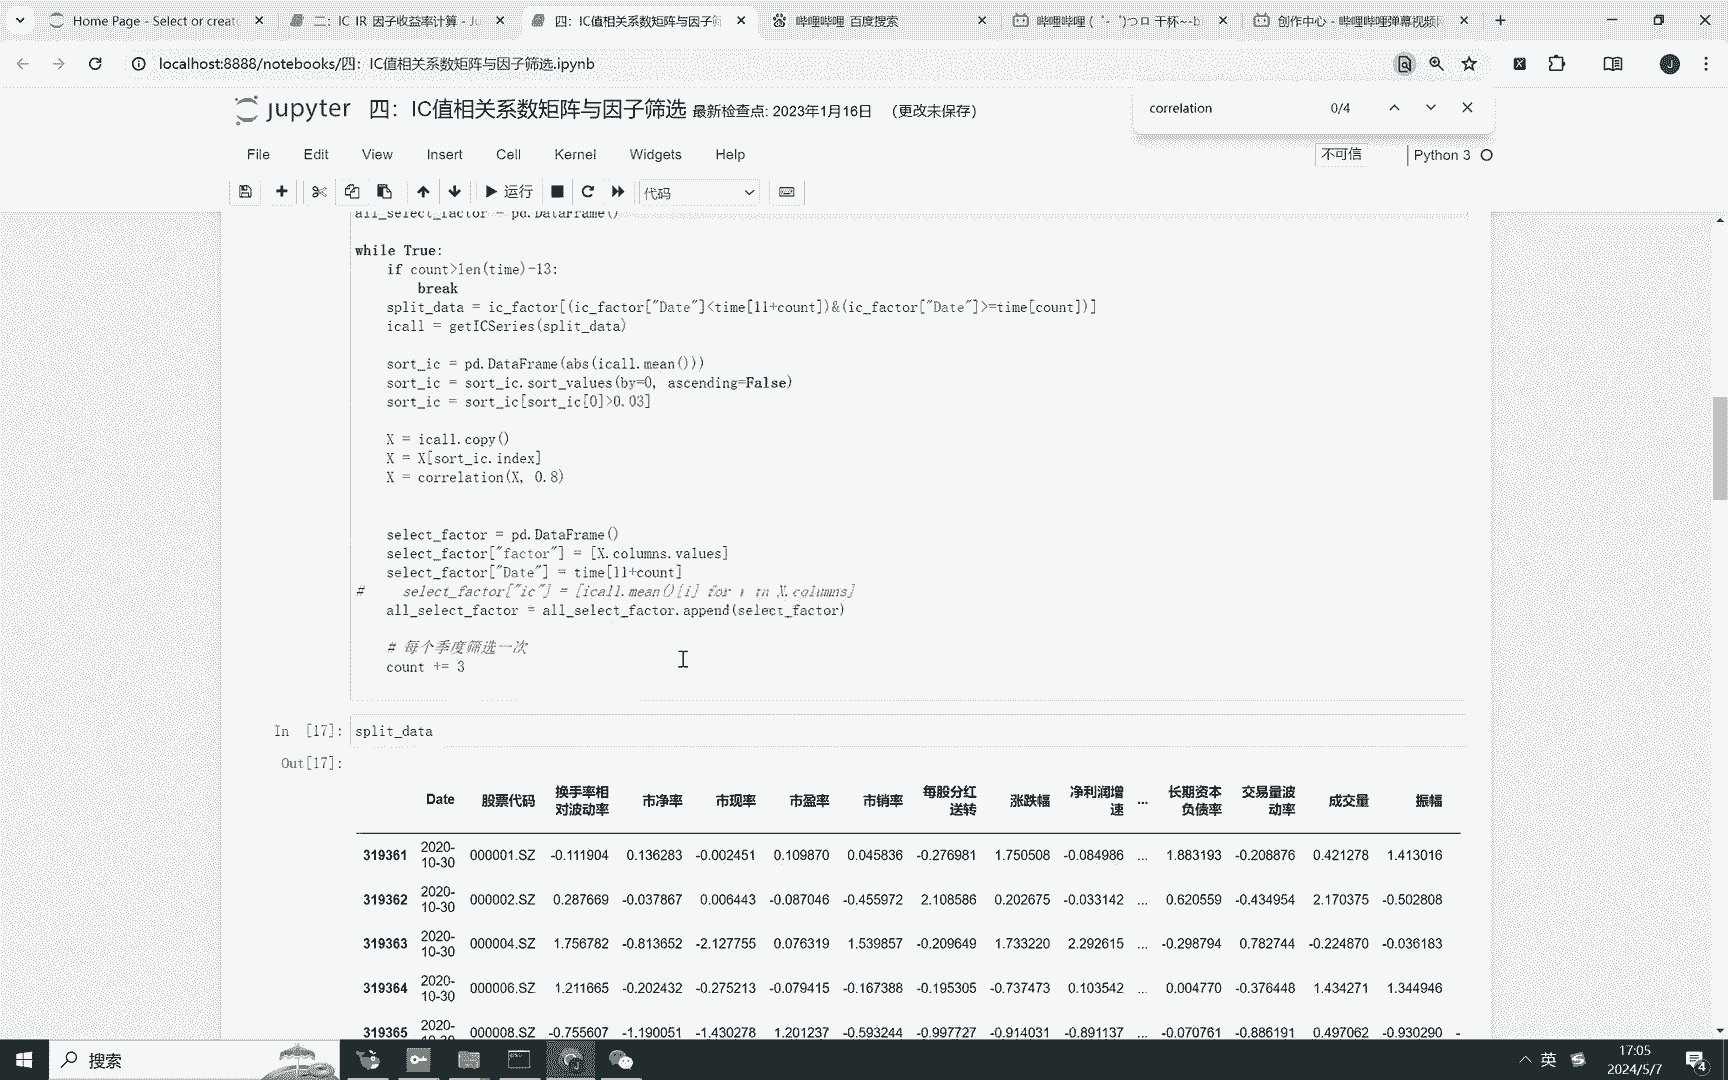 Home Page - Select or create
二：IC IR 因子收益率计算 - Ju
四：IC值相关系数矩阵与因子筛
哔哩哔哩_百度搜索
哔哩哔哩 (゜-゜)つロ 干杯~-b
创作中心 - 哔哩哔哩弹幕视频网
localhost:8888/notebooks/四：IC值相关系数矩阵与因子筛选.ipynb
J
correlation 0/4
jupyter 四：IC值相关系数矩阵与因子筛选 最新检查点: 2023年1月16日 (更改未保存)
File Edit View Insert Cell Kernel Widgets Help
不可信 Python 3
运行 代码
all_select_factor = pd.DataFrame()
while True:
if count>len(time)-13:
break
split_data = ic_factor[(ic_factor["Date"]<time[11+count])&(ic_factor["Date"]>=time[count])]
icall = getICSeries(split_data)
sort_ic = pd.DataFrame(abs(icall.mean()))
sort_ic = sort_ic.sort_values(by=0, ascending=False)
sort_ic = sort_ic[sort_ic[0]>0.03]
X = icall.copy()
X = X[sort_ic.index]
X = correlation(X, 0.8)
select_factor = pd.DataFrame()
select_factor["factor"] = [X.columns.values]
select_factor["Date"] = time[11+count]
# select_factor["ic"] = [icall.mean()[i] for i in X.columns]
all_select_factor = all_select_factor.append(select_factor)
# 每个季度筛选一次
count += 3
In [17]: split_data
Out[17]:
Date 股票代码 换手率相对波动率 市净率 市现率 市盈率 市销率 每股分红送转 涨跌幅 净利润增速 ... 长期资本负债率 交易量波动率 成交量 振幅
319361 2020-10-30 000001.SZ -0.111904 0.136283 -0.002451 0.109870 0.045836 -0.276981 1.750508 -0.084986 ... 1.883193 -0.208876 0.421278 1.413016
319362 2020-10-30 000002.SZ 0.287669 -0.037867 0.006443 -0.087046 -0.455972 2.108586 0.202675 -0.033142 ... 0.620559 -0.434954 2.170375 -0.502808
319363 2020-10-30 000004.SZ 1.756782 -0.813652 -2.127755 0.076319 1.539857 -0.209649 1.733220 2.292615 ... -0.298794 0.782744 -0.224870 -0.036183
319364 2020-10-30 000006.SZ 1.211665 -0.202432 -0.275213 -0.079415 -0.167388 -0.195305 -0.737473 0.103542 ... 0.004770 -0.376448 1.434271 1.344946
319365 2020-10-30 000008.SZ -0.755607 -1.190051 -1.430278 1.201237 -0.593244 -0.997727 -0.914031 -0.891137 ... -0.070761 -0.886191 0.497062 -0.930290 -
搜索
英
17:05
2024/5/7
4